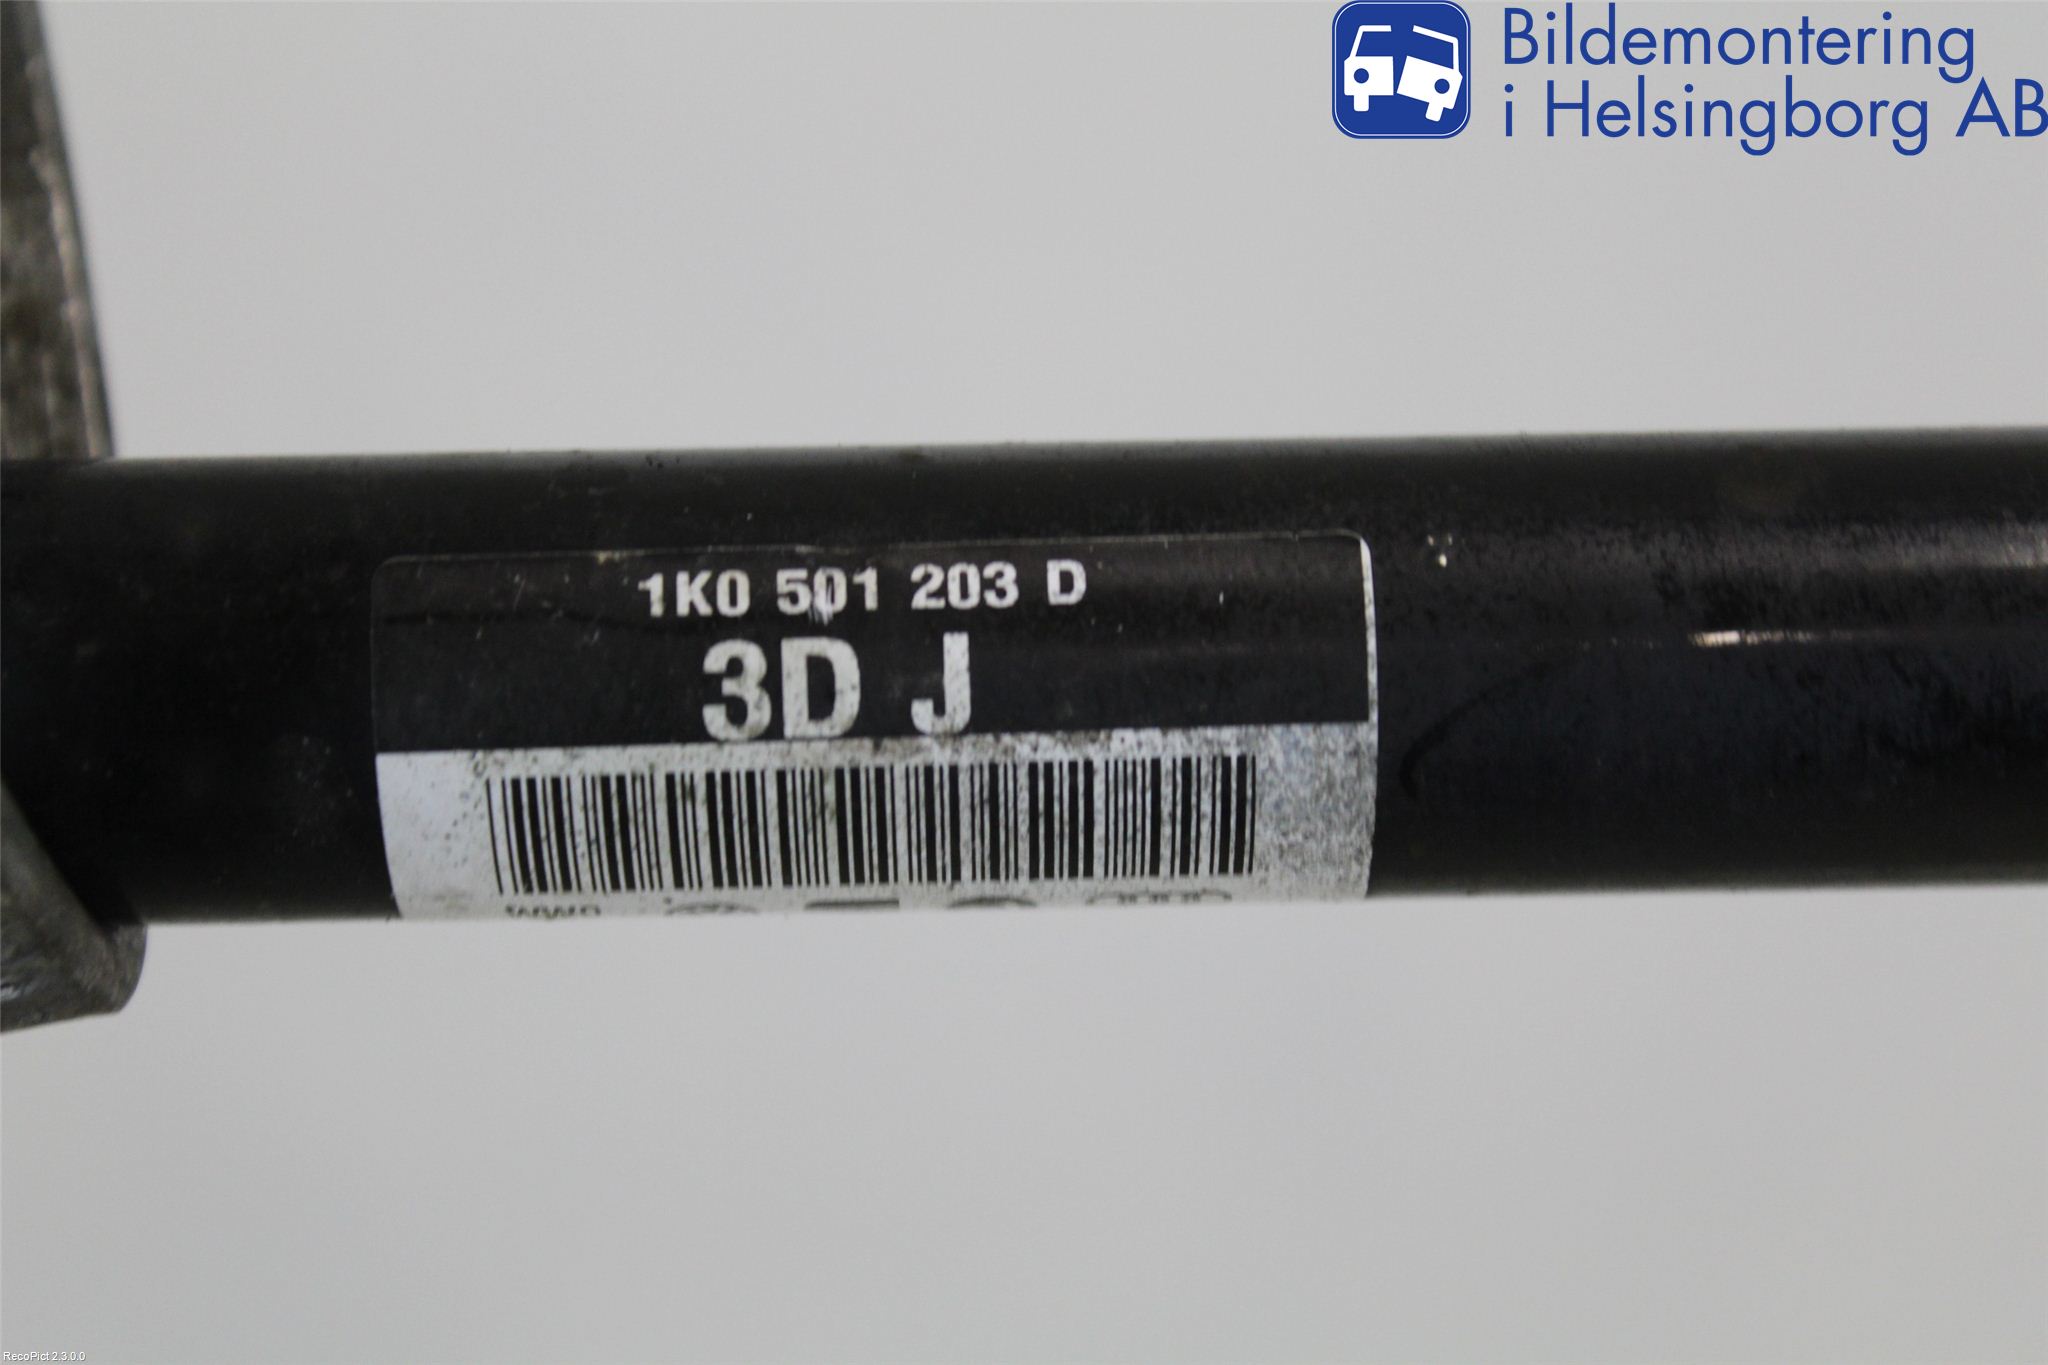 Bildemontering
i Helsingborg AB
1K0 501 203 D
3D J
RecoPict 2.3.0.0